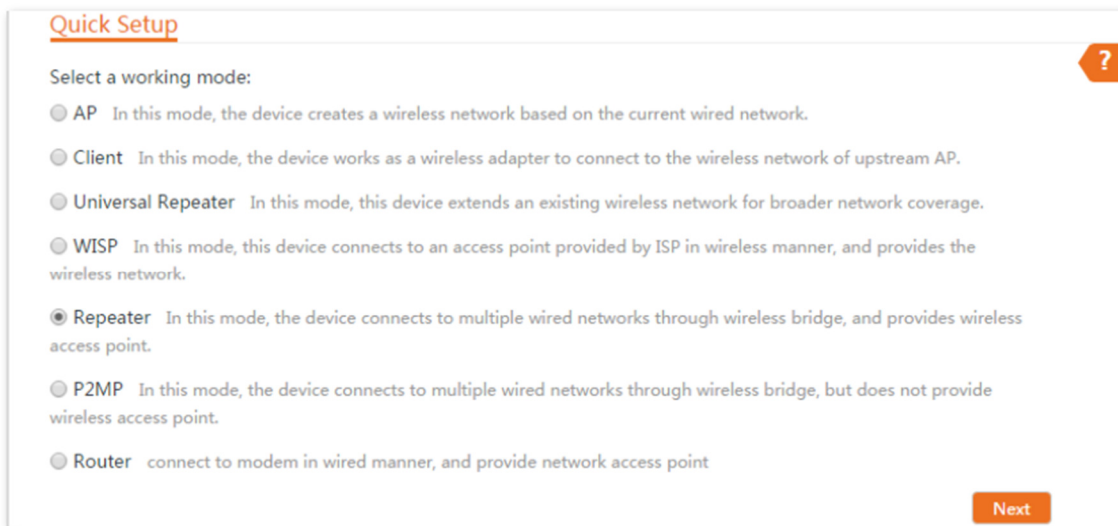 Quick Setup
?
Select a working mode:
AP In this mode, the device creates a wireless network based on the current wired network.
Client In this mode, the device works as a wireless adapter to connect to the wireless network of upstream AP.
Universal Repeater In this mode, this device extends an existing wireless network for broader network coverage.
WISP In this mode, this device connects to an access point provided by ISP in wireless manner, and provides the
wireless network.
Repeater In this mode, the device connects to multiple wired networks through wireless bridge, and provides wireless
access point.
P2MP In this mode, the device connects to multiple wired networks through wireless bridge, but does not provide
wireless access point.
Router connect to modem in wired manner, and provide network access point
Next